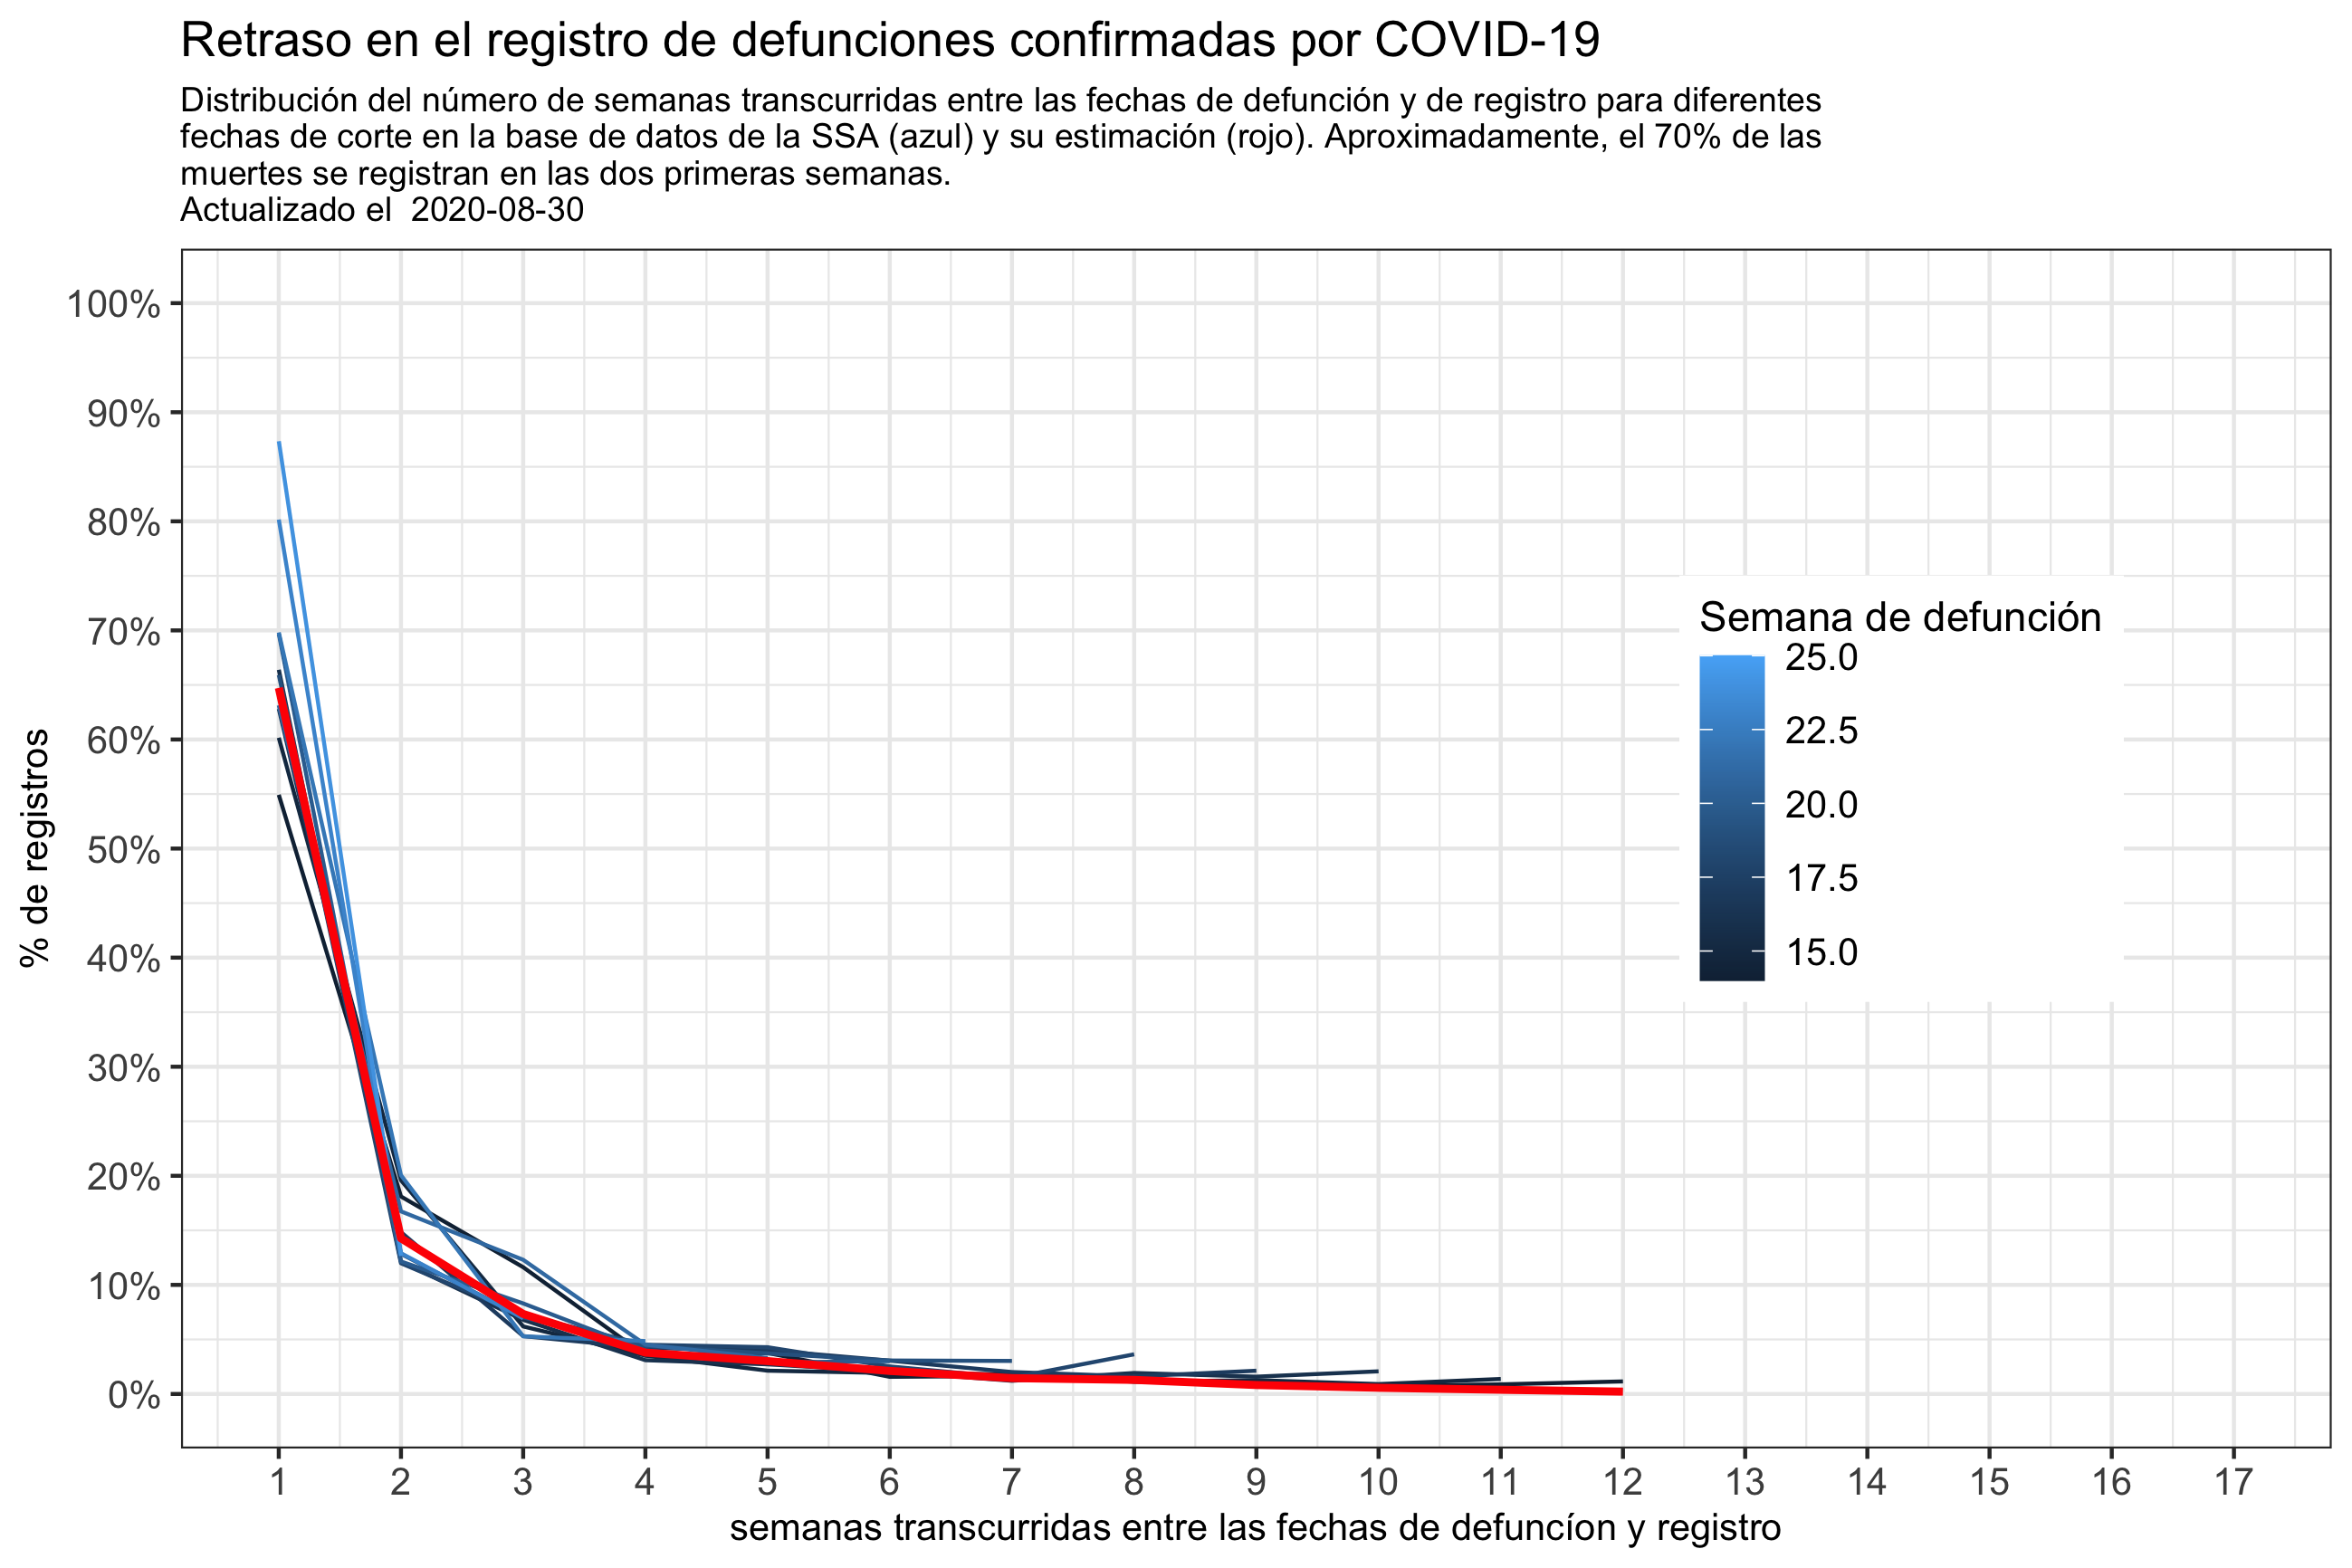 Retraso en el registro de defunciones confirmadas por COVID-19
Distribución del número de semanas transcurridas entre las fechas de defunción y de registro para diferentes
fechas de corte en la base de datos de la SSA (azul) y su estimación (rojo). Aproximadamente, el 70% de las
muertes se registran en las dos primeras semanas.
Actualizado el  2020-08-30
% de registros
100%
90%
80%
70%
60%
50%
40%
30%
20%
10%
0%
Semana de defunción
25.0
22.5
20.0
17.5
15.0
1 2 3 4 5 6 7 8 9 10 11 12 13 14 15 16 17
semanas transcurridas entre las fechas de defuncíon y registro